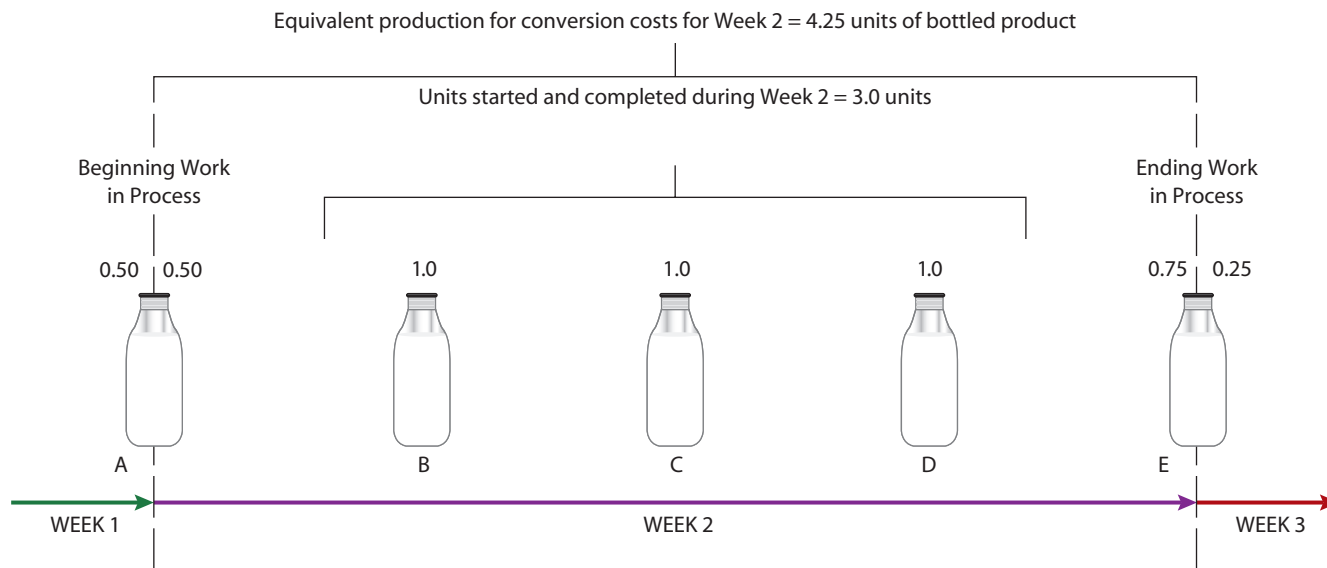 Equivalent production for conversion costs for Week 2 = 4.25 units of bottled product
Units started and completed during Week 2 = 3.0 units
Beginning Work
in Process
Ending Work
in Process
0.50 0.50
1.0
1.0
1.0
0.75 0.25
A
B
C
D
E
WEEK 1
WEEK 2
WEEK 3